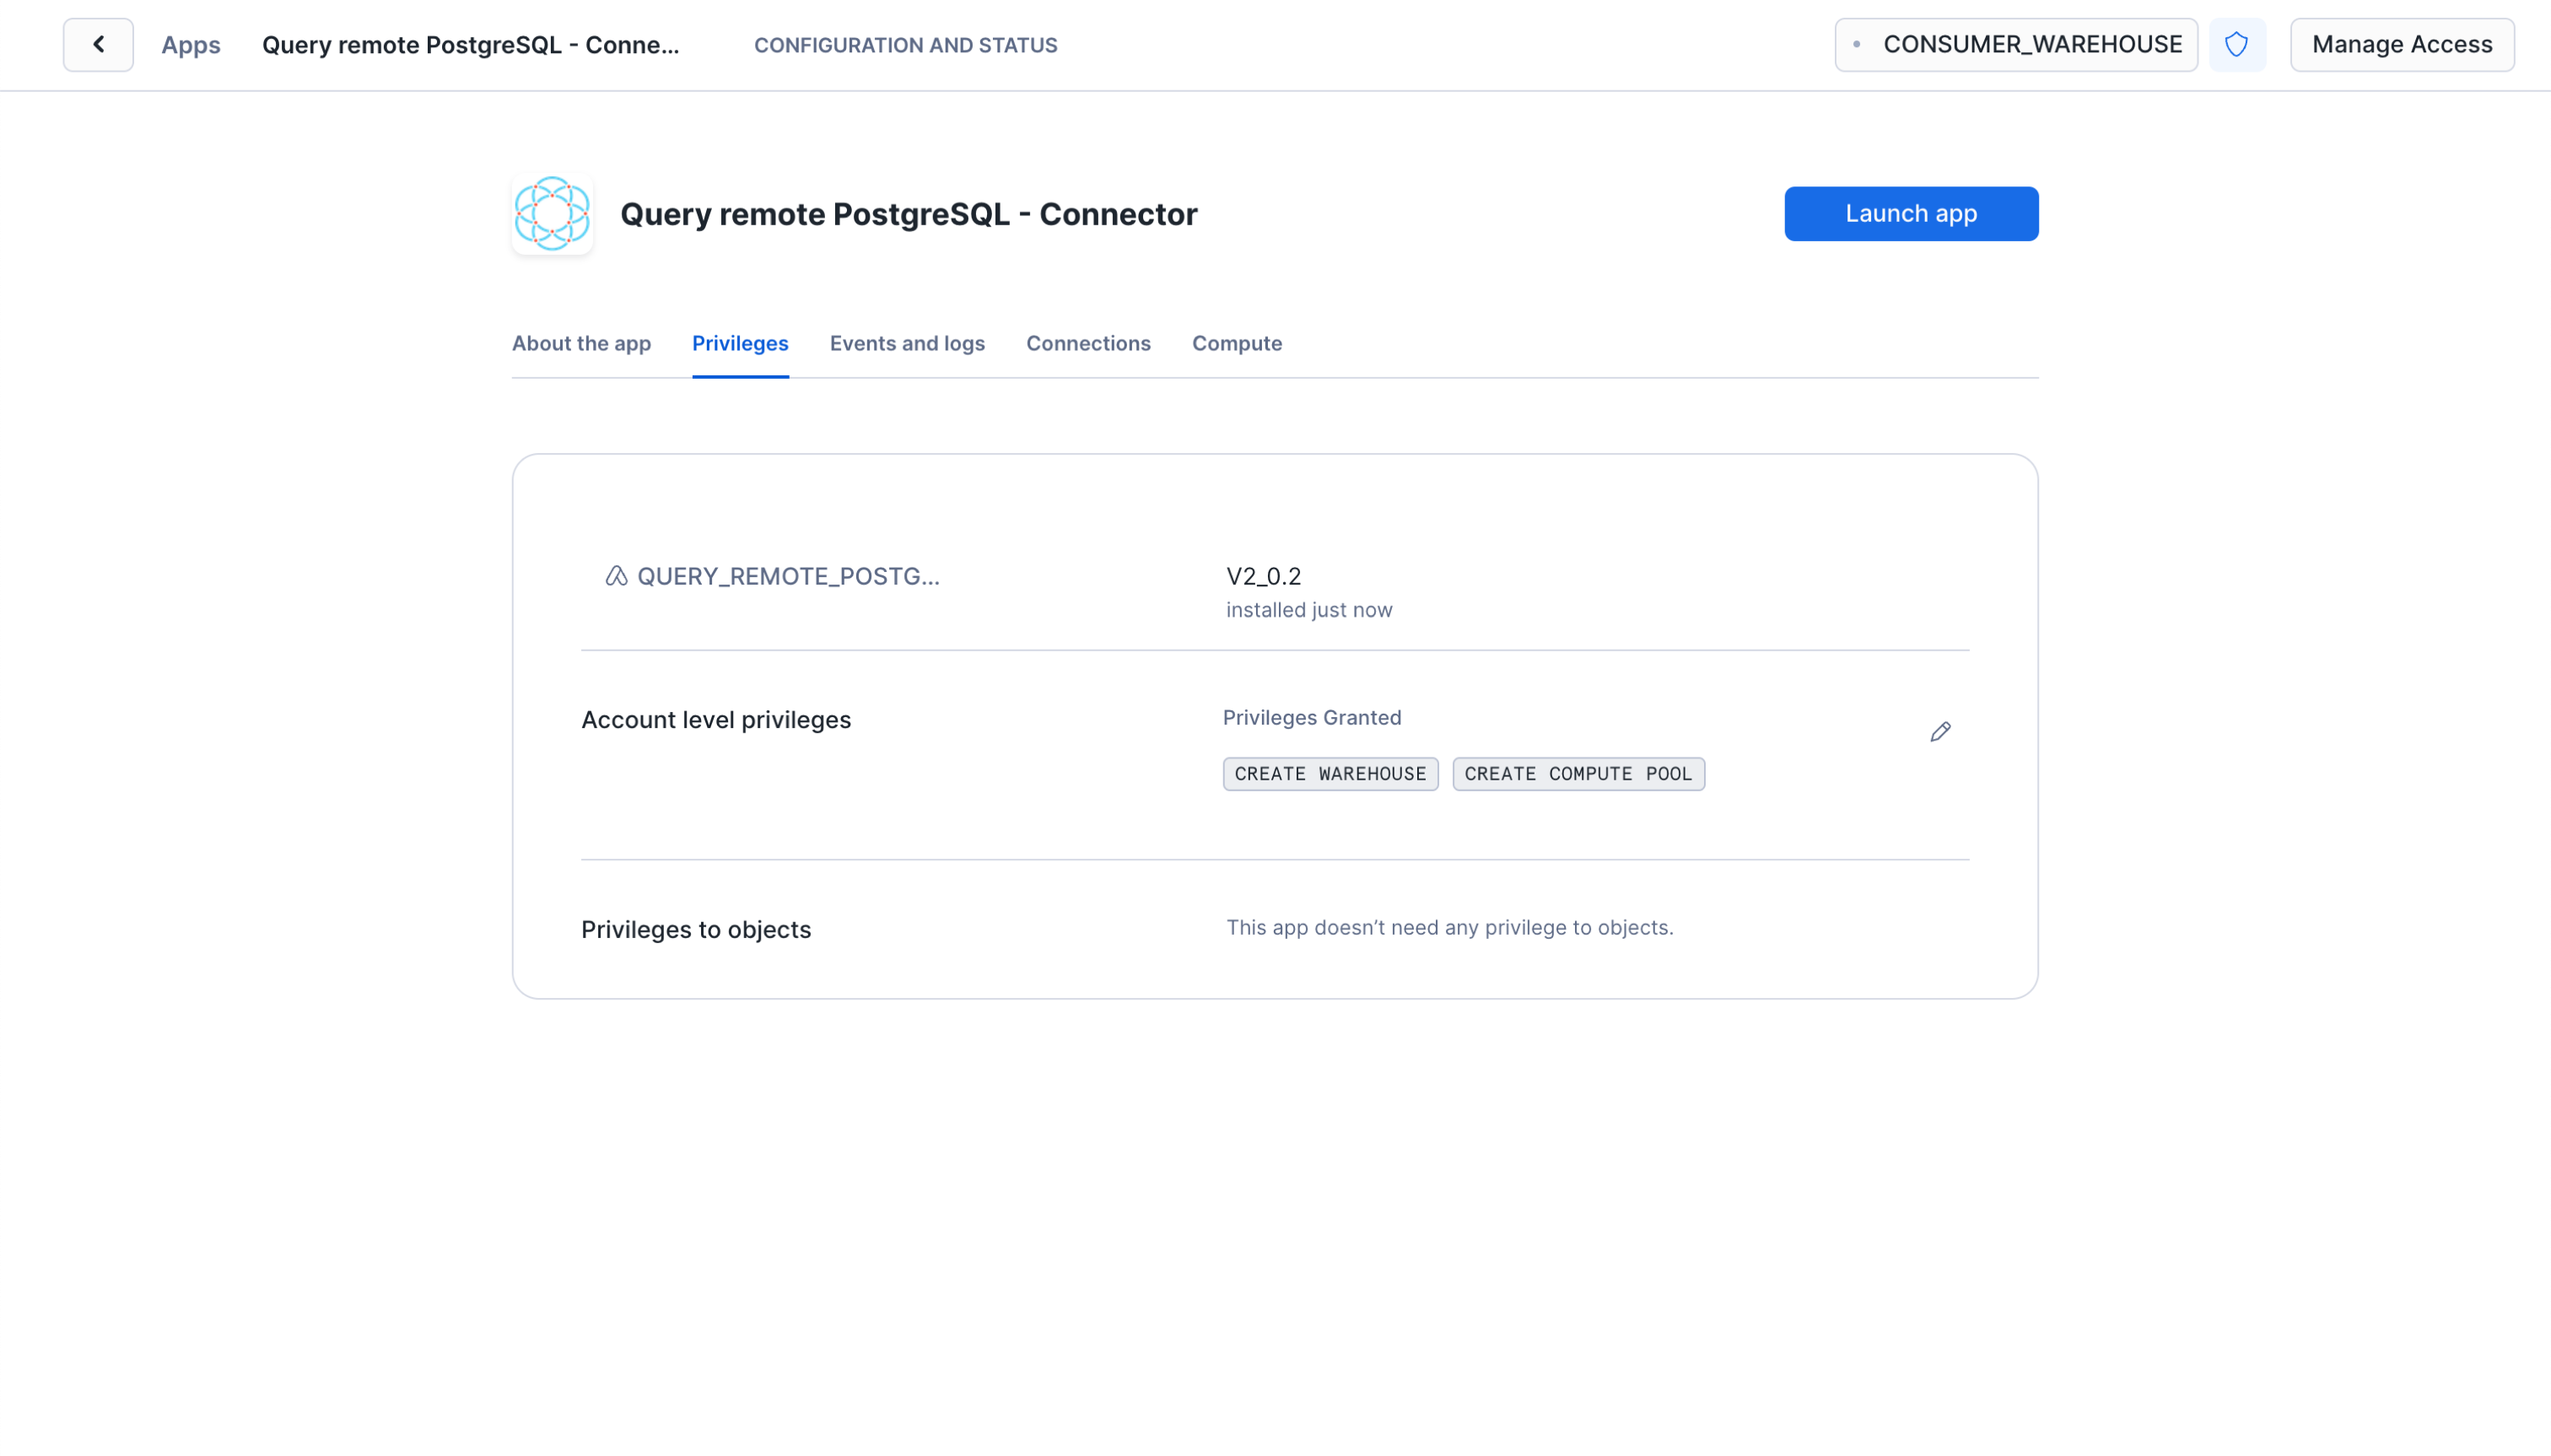 Apps
Query remote PostgreSQL - Conne...
CONFIGURATION AND STATUS
CONSUMER_WAREHOUSE
Manage Access
Query remote PostgreSQL - Connector
Launch app
About the app
Privileges
Events and logs
Connections
Compute
QUERY_REMOTE_POSTG...
V2_0.2
installed just now
Account level privileges
Privileges Granted
CREATE WAREHOUSE
CREATE COMPUTE POOL
Privileges to objects
This app doesn’t need any privilege to objects.